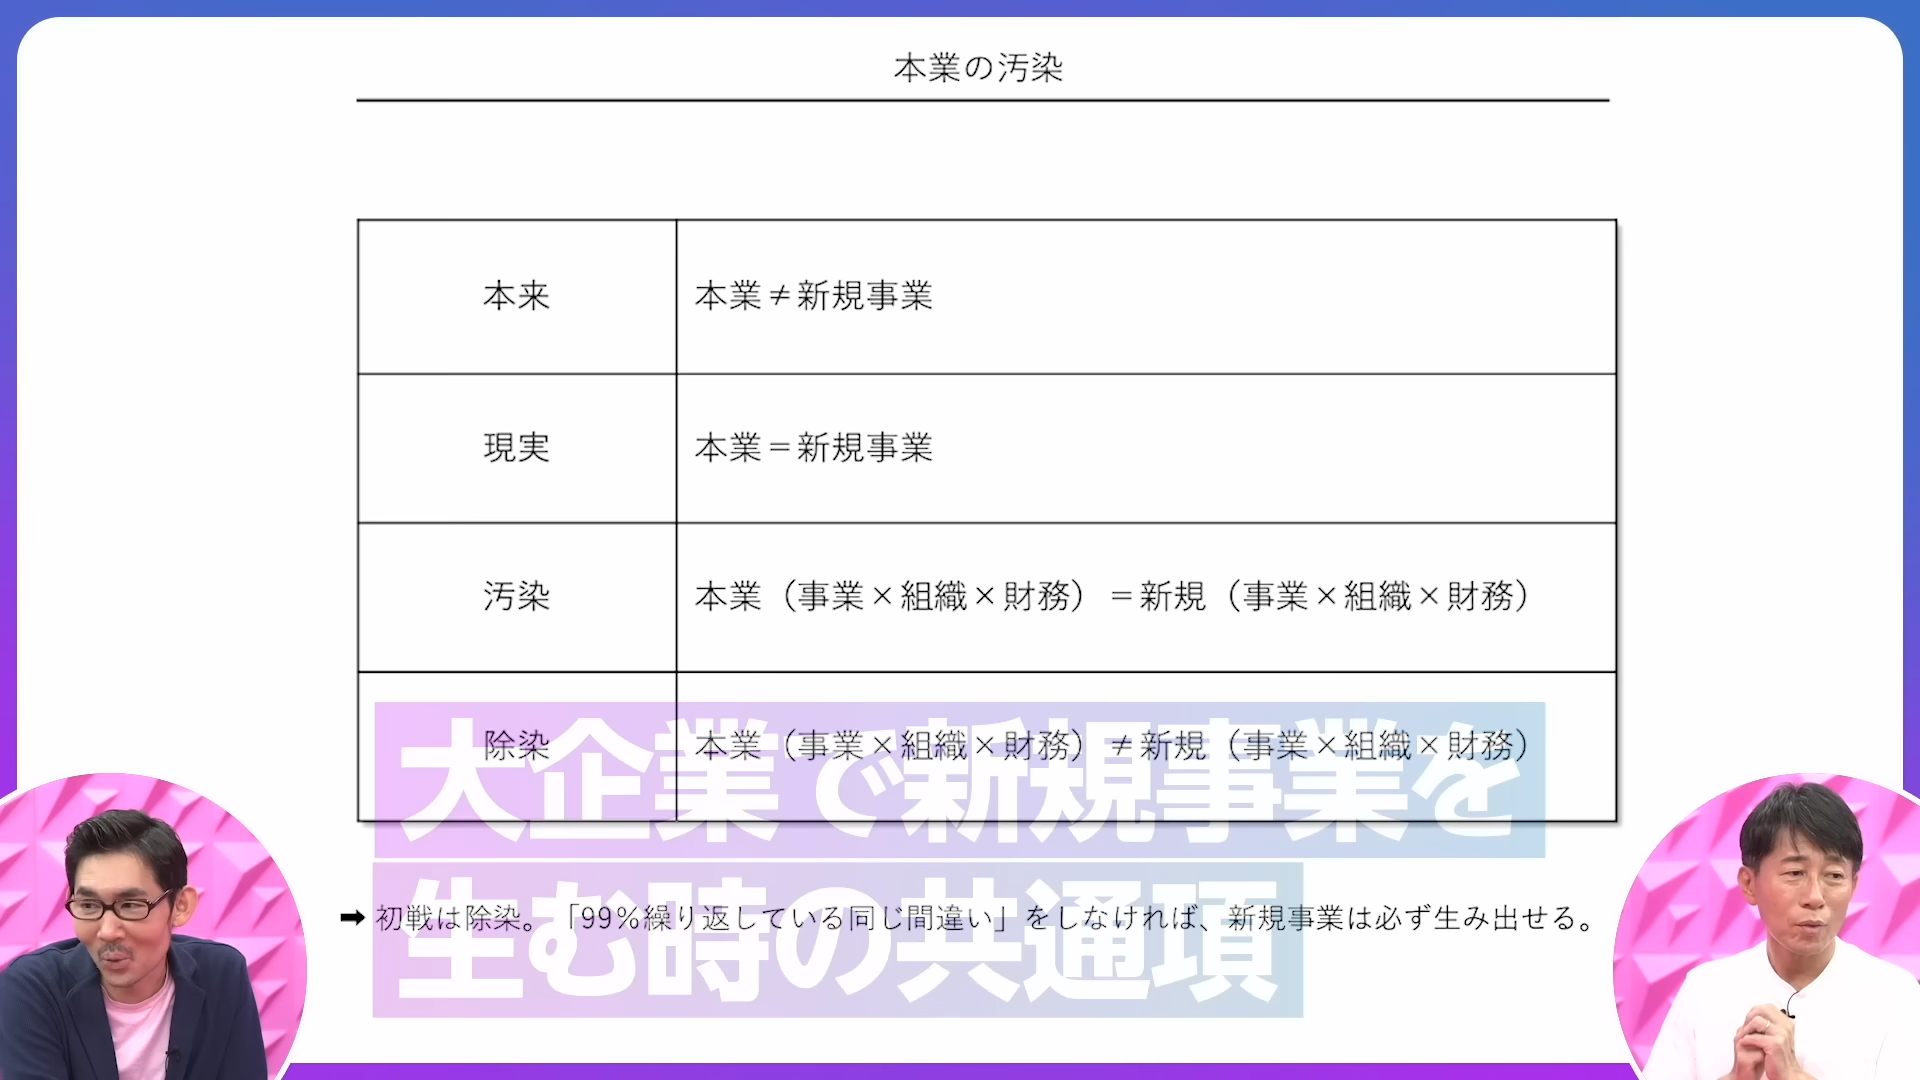 本業の汚染
本来
本業≠新規事業
現実
本業＝新規事業
汚染
本業（事業×組織×財務）＝新規（事業×組織×財務）
除染
本業（事業×組織×財務）≠新規（事業×組織×財務）
大企業で新規事業を
生む時の共通項
➡初戦は除染。「99％繰り返している同じ間違い」をしなければ、新規事業は必ず生み出せる。